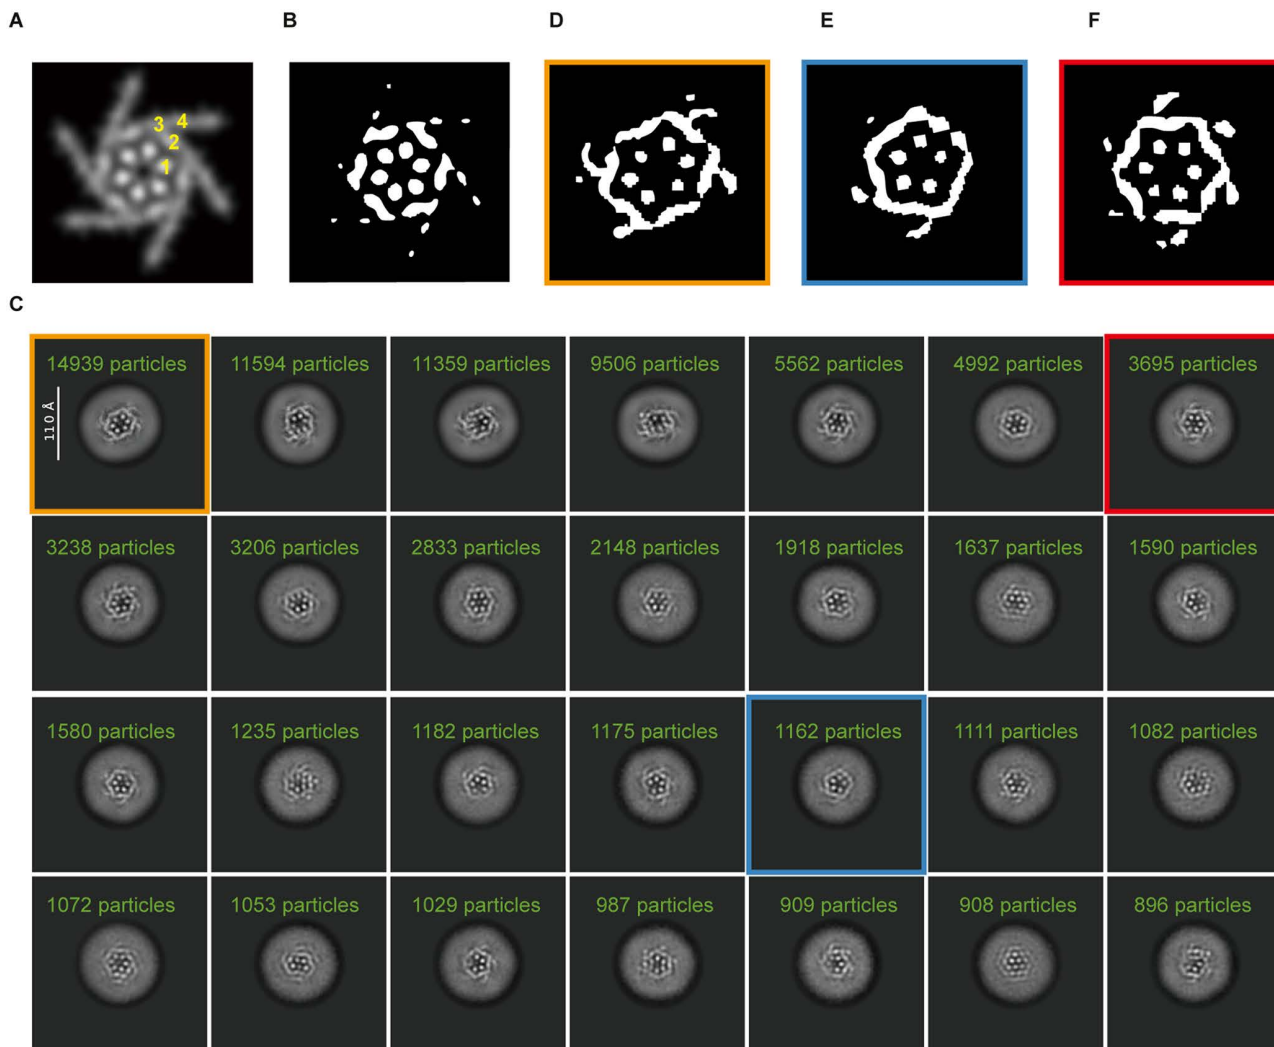 A
B
D
E
F
3 4
2
1
C
14939 particles
11594 particles
11359 particles
9506 particles
5562 particles
4992 particles
3695 particles
110 Å
3238 particles
3206 particles
2833 particles
2148 particles
1918 particles
1637 particles
1590 particles
1580 particles
1235 particles
1182 particles
1175 particles
1162 particles
1111 particles
1082 particles
1072 particles
1053 particles
1029 particles
987 particles
909 particles
908 particles
896 particles